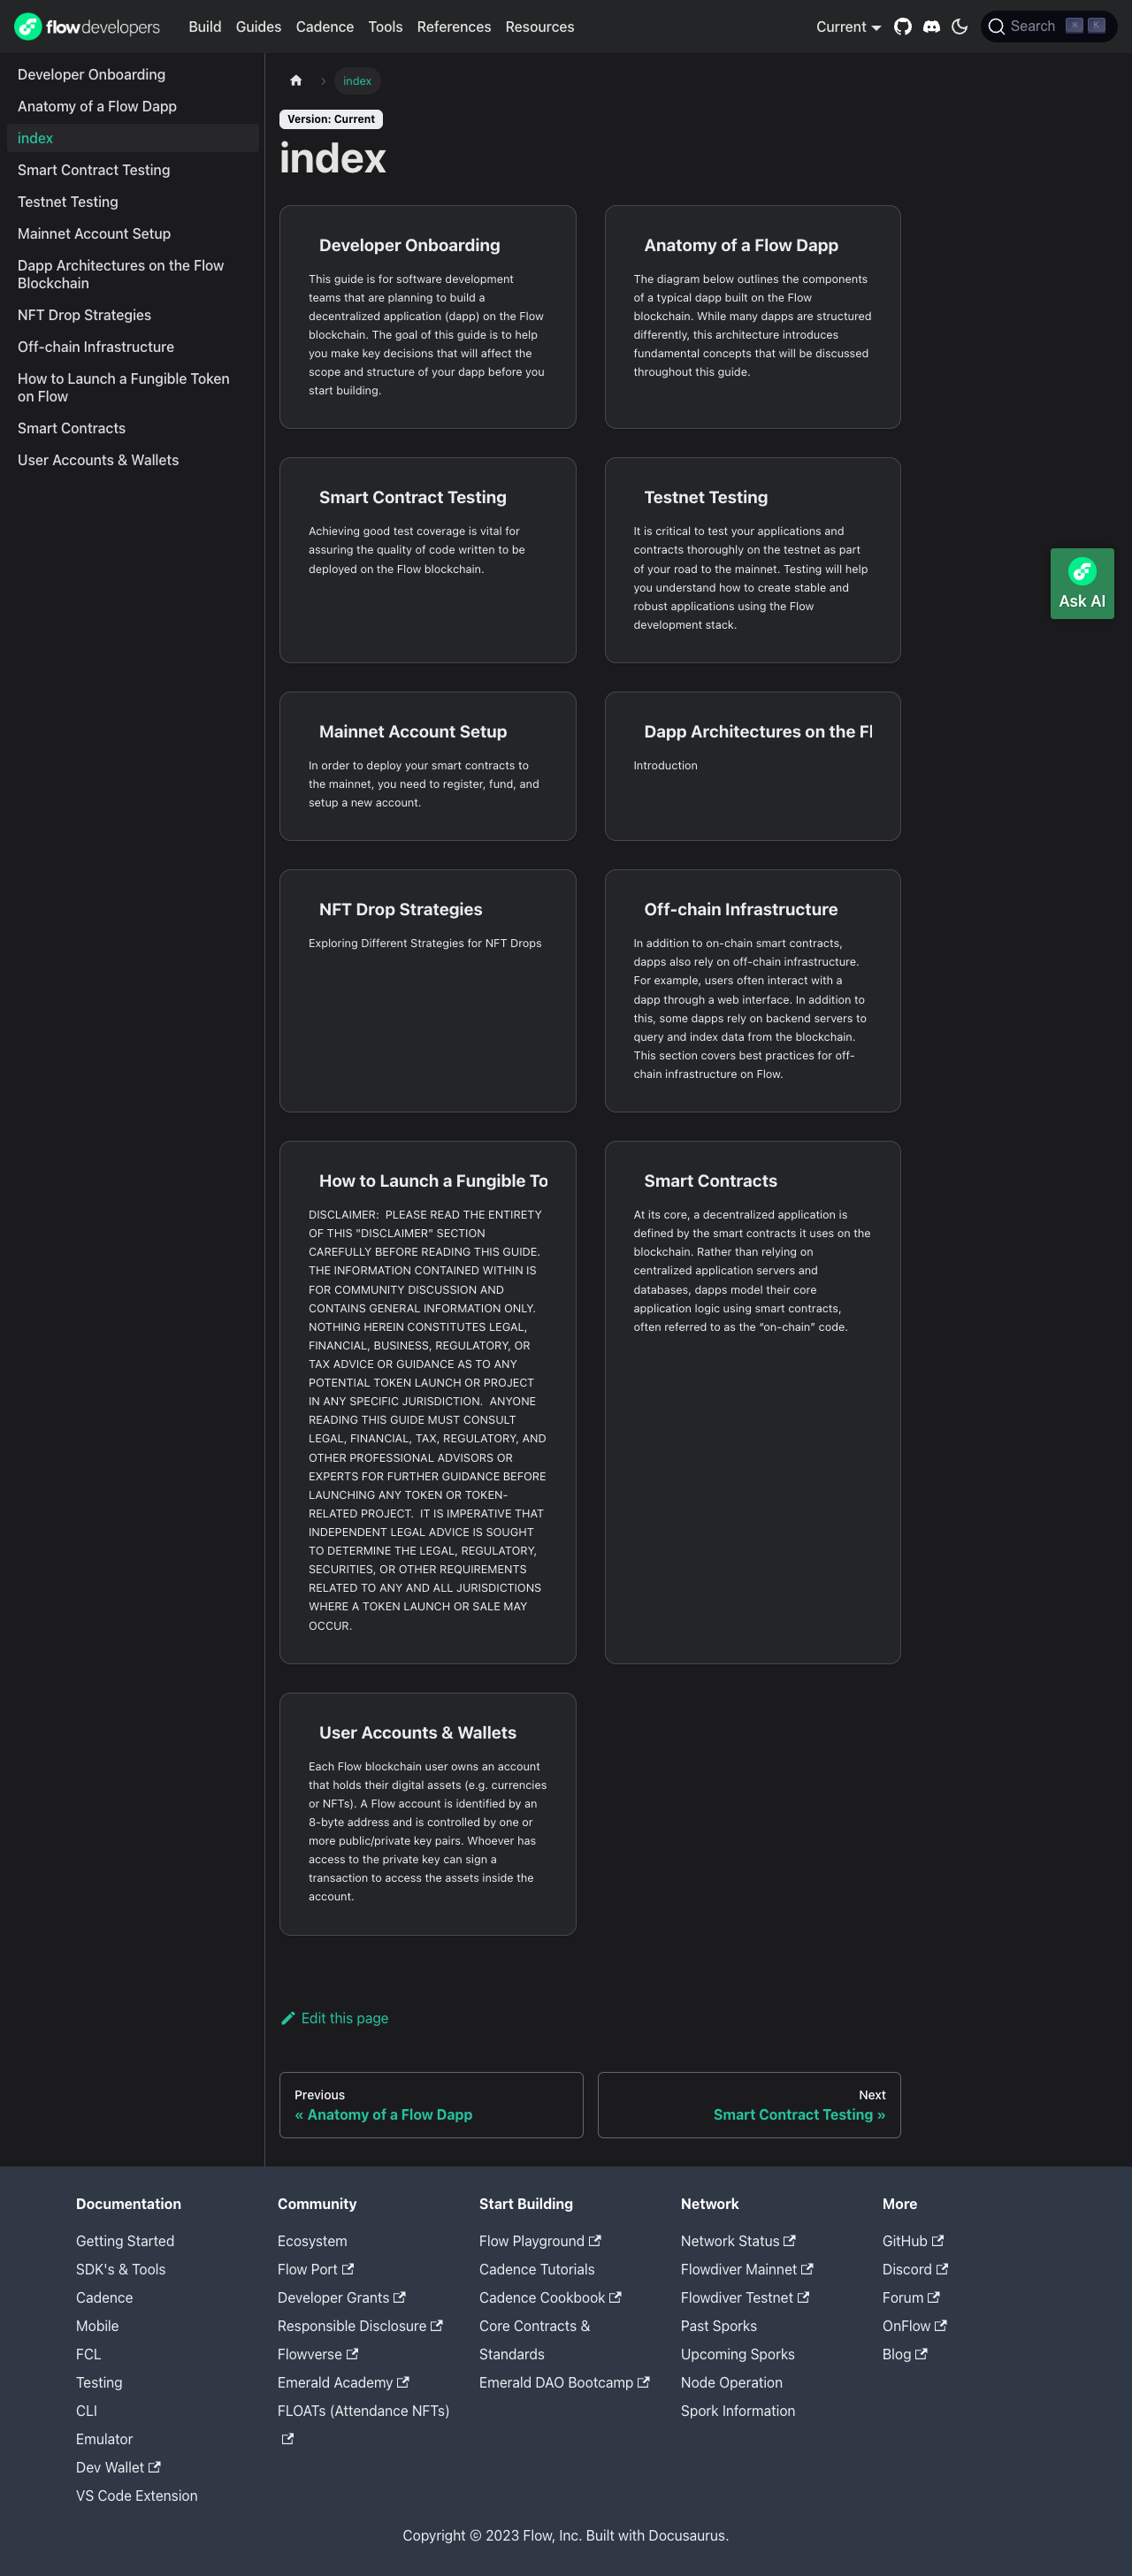 flowdevelopers
Build
Guides
Cadence
Tools
References
Resources
Current
Search
⌘
K
Developer Onboarding
Anatomy of a Flow Dapp
index
Smart Contract Testing
Testnet Testing
Mainnet Account Setup
Dapp Architectures on the Flow
Blockchain
NFT Drop Strategies
Off-chain Infrastructure
How to Launch a Fungible Token
on Flow
Smart Contracts
User Accounts & Wallets
index
Version: Current
index
Developer Onboarding
This guide is for software development
teams that are planning to build a
decentralized application (dapp) on the Flow
blockchain. The goal of this guide is to help
you make key decisions that will affect the
scope and structure of your dapp before you
start building.
Anatomy of a Flow Dapp
The diagram below outlines the components
of a typical dapp built on the Flow
blockchain. While many dapps are structured
differently, this architecture introduces
fundamental concepts that will be discussed
throughout this guide.
Smart Contract Testing
Achieving good test coverage is vital for
assuring the quality of code written to be
deployed on the Flow blockchain.
Testnet Testing
It is critical to test your applications and
contracts thoroughly on the testnet as part
of your road to the mainnet. Testing will help
you understand how to create stable and
robust applications using the Flow
development stack.
Ask AI
Mainnet Account Setup
In order to deploy your smart contracts to
the mainnet, you need to register, fund, and
setup a new account.
Dapp Architectures on the Fl
Introduction
NFT Drop Strategies
Exploring Different Strategies for NFT Drops
Off-chain Infrastructure
In addition to on-chain smart contracts,
dapps also rely on off-chain infrastructure.
For example, users often interact with a
dapp through a web interface. In addition to
this, some dapps rely on backend servers to
query and index data from the blockchain.
This section covers best practices for off-
chain infrastructure on Flow.
How to Launch a Fungible To
DISCLAIMER:  PLEASE READ THE ENTIRETY
OF THIS "DISCLAIMER" SECTION
CAREFULLY BEFORE READING THIS GUIDE.
THE INFORMATION CONTAINED WITHIN IS
FOR COMMUNITY DISCUSSION AND
CONTAINS GENERAL INFORMATION ONLY.
NOTHING HEREIN CONSTITUTES LEGAL,
FINANCIAL, BUSINESS, REGULATORY, OR
TAX ADVICE OR GUIDANCE AS TO ANY
POTENTIAL TOKEN LAUNCH OR PROJECT
IN ANY SPECIFIC JURISDICTION.  ANYONE
READING THIS GUIDE MUST CONSULT
LEGAL, FINANCIAL, TAX, REGULATORY, AND
OTHER PROFESSIONAL ADVISORS OR
EXPERTS FOR FURTHER GUIDANCE BEFORE
LAUNCHING ANY TOKEN OR TOKEN-
RELATED PROJECT.  IT IS IMPERATIVE THAT
INDEPENDENT LEGAL ADVICE IS SOUGHT
TO DETERMINE THE LEGAL, REGULATORY,
SECURITIES, OR OTHER REQUIREMENTS
RELATED TO ANY AND ALL JURISDICTIONS
WHERE A TOKEN LAUNCH OR SALE MAY
OCCUR.
Smart Contracts
At its core, a decentralized application is
defined by the smart contracts it uses on the
blockchain. Rather than relying on
centralized application servers and
databases, dapps model their core
application logic using smart contracts,
often referred to as the “on-chain” code.
User Accounts & Wallets
Each Flow blockchain user owns an account
that holds their digital assets (e.g. currencies
or NFTs). A Flow account is identified by an
8-byte address and is controlled by one or
more public/private key pairs. Whoever has
access to the private key can sign a
transaction to access the assets inside the
account.
Edit this page
Previous
« Anatomy of a Flow Dapp
Next
Smart Contract Testing »
Documentation
Getting Started
SDK's & Tools
Cadence
Mobile
FCL
Testing
CLI
Emulator
Dev Wallet
VS Code Extension
Community
Ecosystem
Flow Port
Developer Grants
Responsible Disclosure
Flowverse
Emerald Academy
FLOATs (Attendance NFTs)
Start Building
Flow Playground
Cadence Tutorials
Cadence Cookbook
Core Contracts &
Standards
Emerald DAO Bootcamp
Network
Network Status
Flowdiver Mainnet
Flowdiver Testnet
Past Sporks
Upcoming Sporks
Node Operation
Spork Information
More
GitHub
Discord
Forum
OnFlow
Blog
Copyright © 2023 Flow, Inc. Built with Docusaurus.